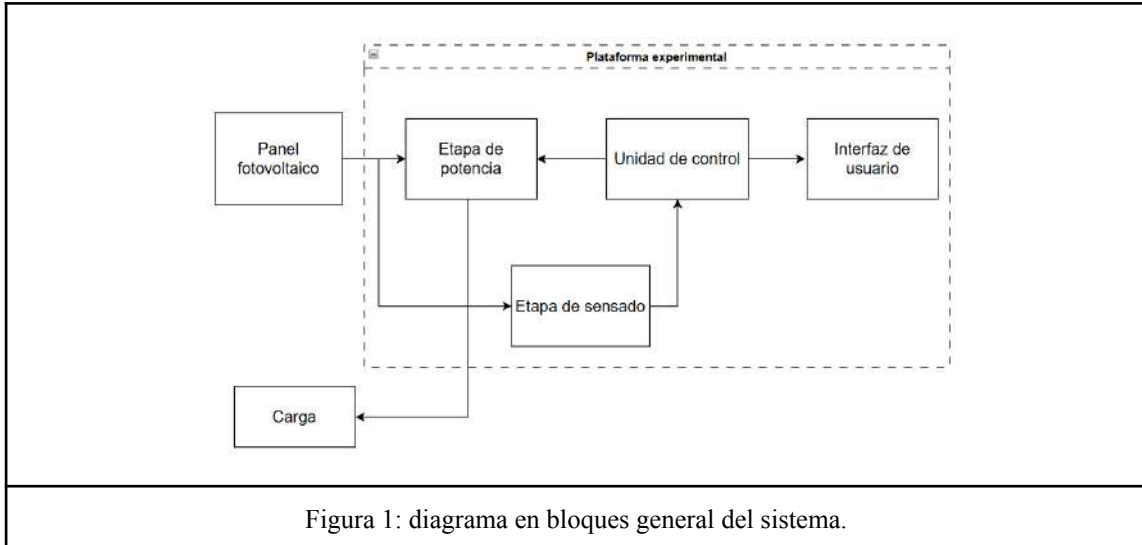 Plataforma experimental
Panel
fotovoltaico
Etapa de
potencia
Unidad de control
Interfaz de
usuario
Etapa de sensado
Carga
Figura 1: diagrama en bloques general del sistema.